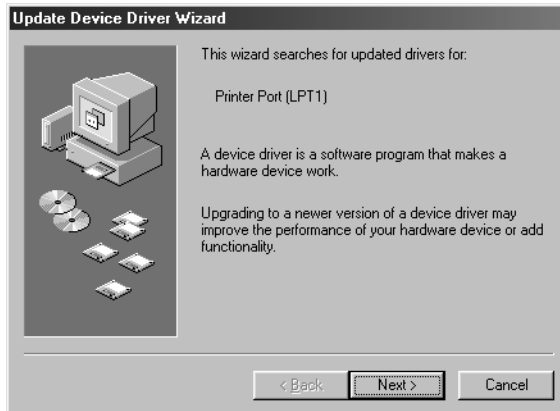 Update Device Driver Wizard
This wizard searches for updated drivers for:
Printer Port (LPT1)
A device driver is a software program that makes a
hardware device work.
Upgrading to a newer version of a device driver may
improve the performance of your hardware device or add
functionality.
< Back
Next >
Cancel